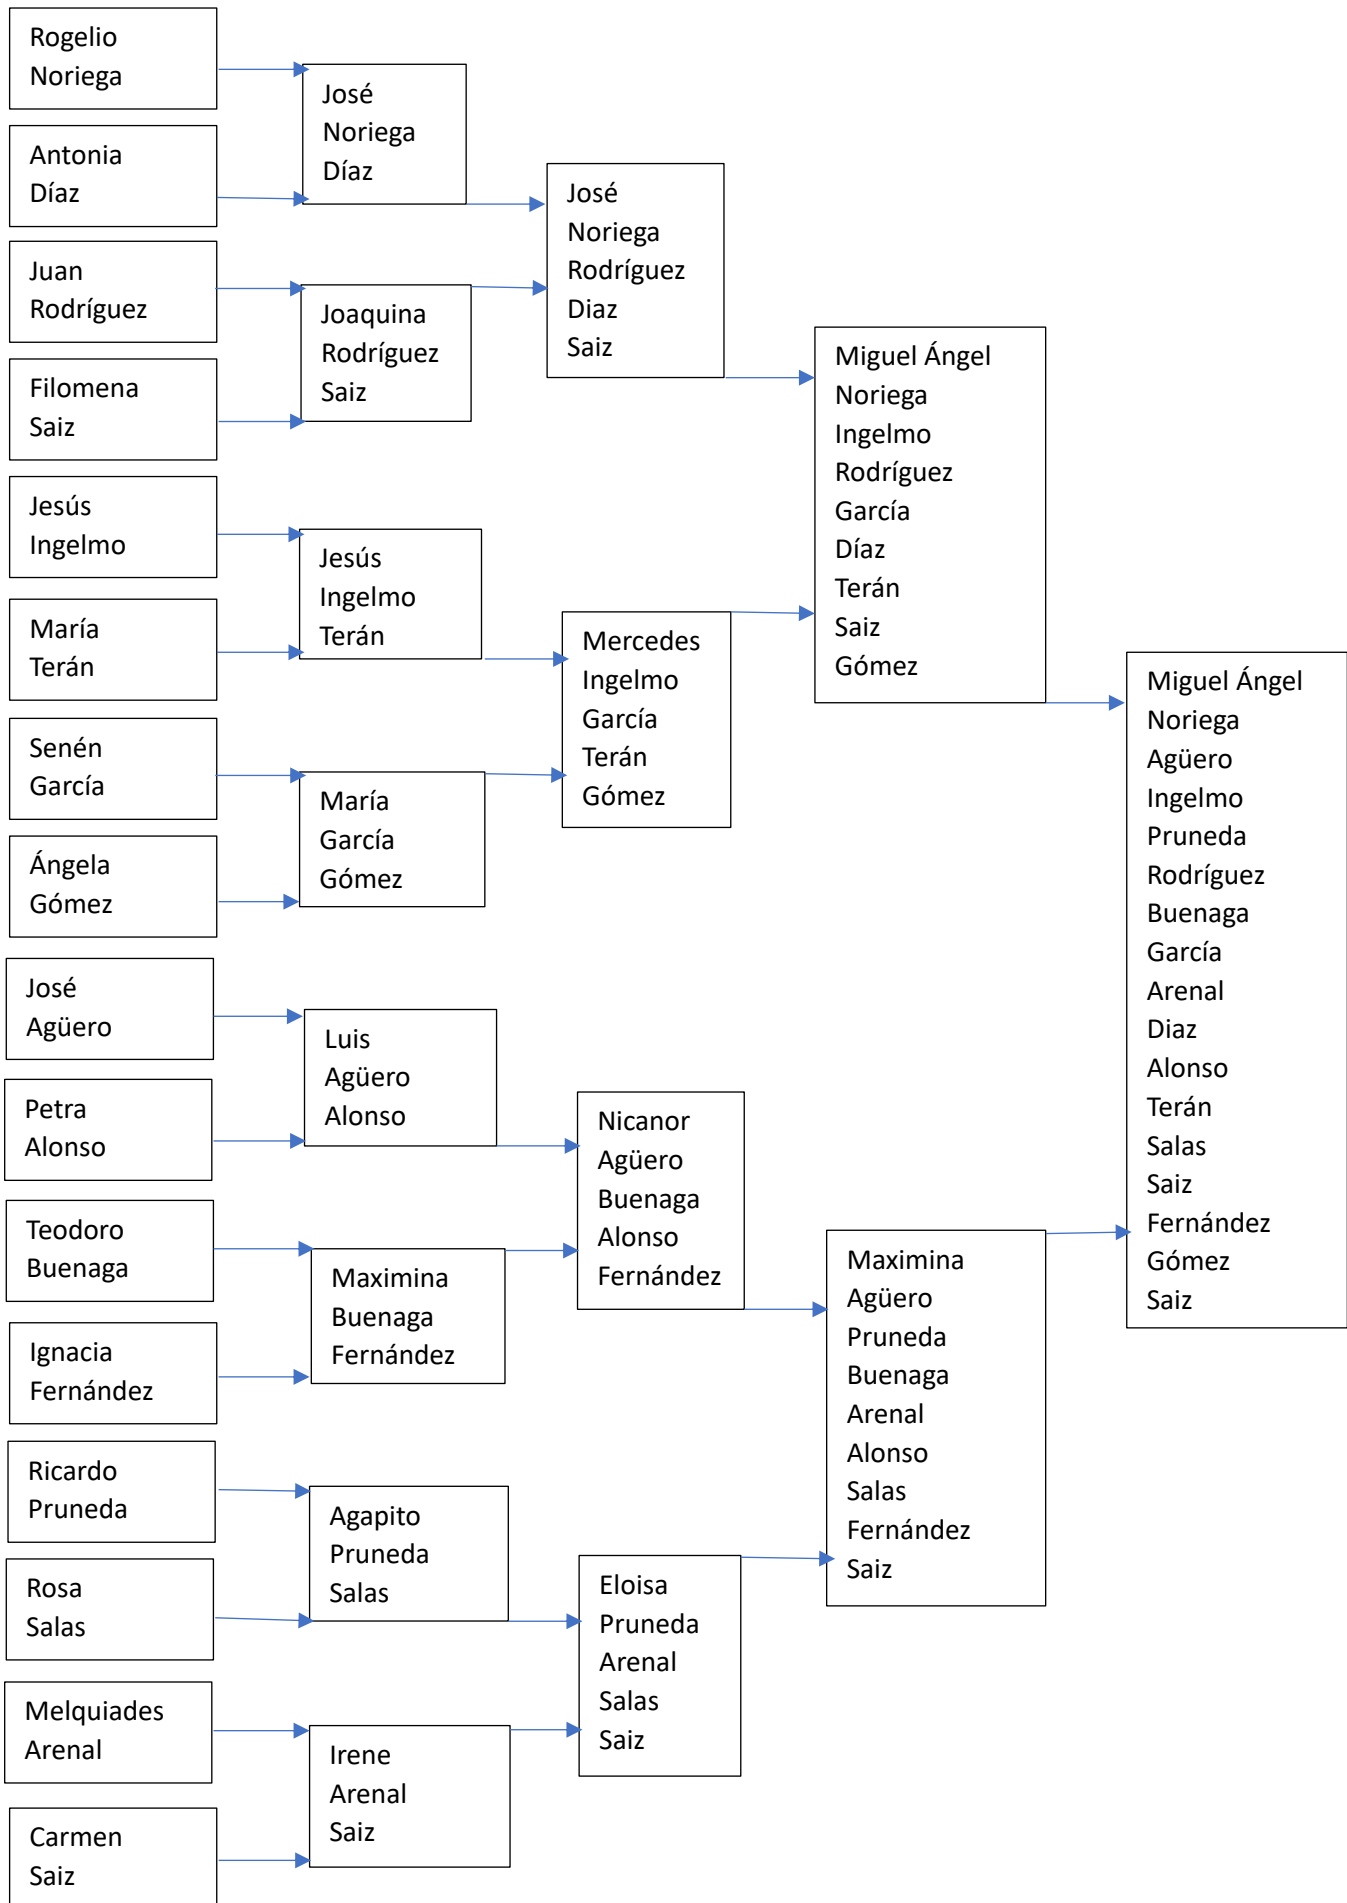 Rogelio
Noriega
Antonia
Díaz
Juan
Rodríguez
Filomena
Saiz
Jesús
Ingelmo
María
Terán
Senén
García
Ángela
Gómez
José
Agüero
Petra
Alonso
Teodoro
Buenaga
Ignacia
Fernández
Ricardo
Pruneda
Rosa
Salas
Melquiades
Arenal
Carmen
Saiz
José
Noriega
Díaz
Joaquina
Rodríguez
Saiz
Jesús
Ingelmo
Terán
María
García
Gómez
Luis
Agüero
Alonso
Maximina
Buenaga
Fernández
Agapito
Pruneda
Salas
Irene
Arenal
Saiz
José
Noriega
Rodríguez
Diaz
Saiz
Mercedes
Ingelmo
García
Terán
Gómez
Nicanor
Agüero
Buenaga
Alonso
Fernández
Eloisa
Pruneda
Arenal
Salas
Saiz
Miguel Ángel
Noriega
Ingelmo
Rodríguez
García
Díaz
Terán
Saiz
Gómez
Maximina
Agüero
Pruneda
Buenaga
Arenal
Alonso
Salas
Fernández
Saiz
Miguel Ángel
Noriega
Agüero
Ingelmo
Pruneda
Rodríguez
Buenaga
García
Arenal
Diaz
Alonso
Terán
Salas
Saiz
Fernández
Gómez
Saiz